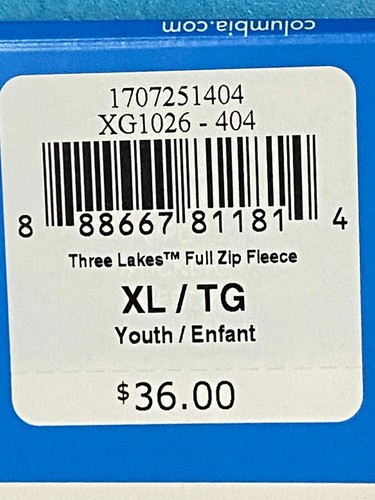 columbia.com
1707251404
XG1026 - 404
8 88667 81181 4
Three Lakes™ Full Zip Fleece
XL / TG
Youth / Enfant
$36.00